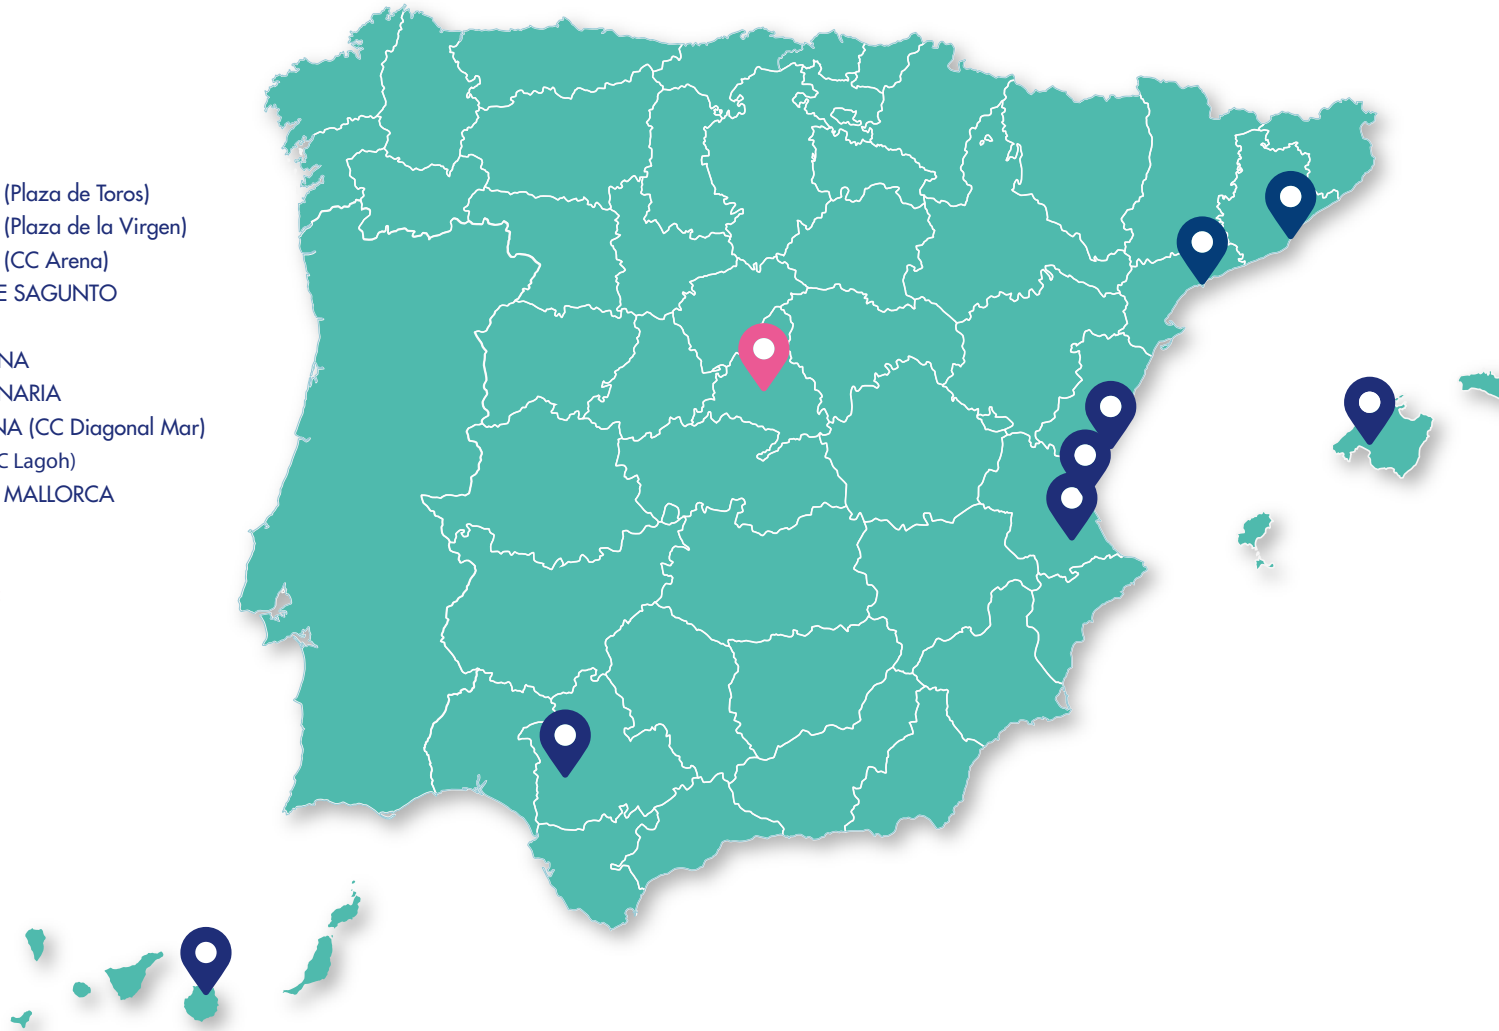 (Plaza de Toros)
(Plaza de la Virgen)
(CC Arena)
E SAGUNTO
NA
NARIA
NA (CC Diagonal Mar)
C Lagoh)
MALLORCA